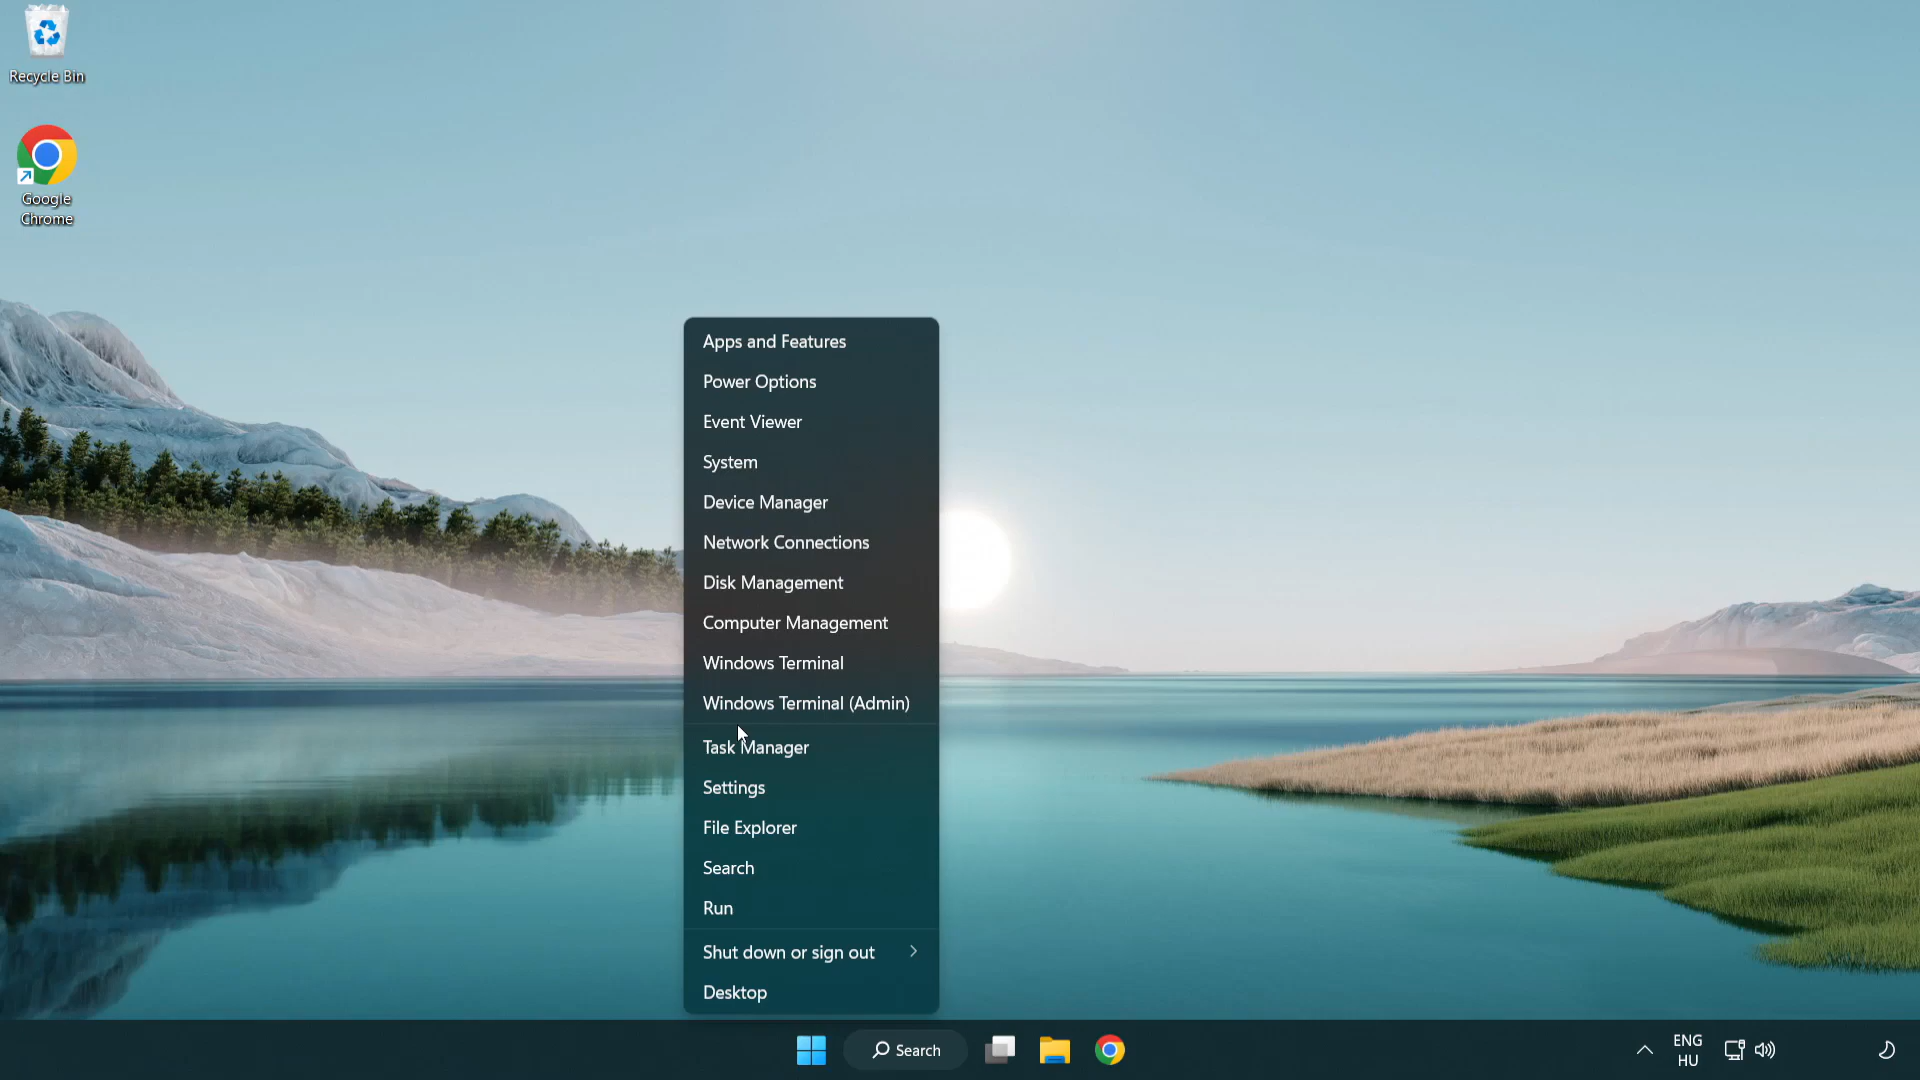 Recycle Bin
Google
Chrome
Apps and Features
Power Options
Event Viewer
System
Device Manager
Network Connections
Disk Management
Computer Management
Windows Terminal
Windows Terminal (Admin)
Task Manager
Settings
File Explorer
Search
Run
Shut down or sign out
Desktop
Search
ENG
HU